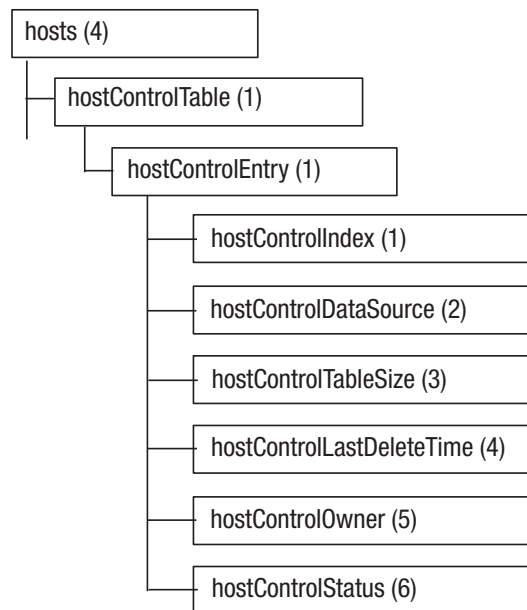 hosts (4)
hostControlTable (1)
hostControlEntry (1)
hostControlIndex (1)
hostControlDataSource (2)
hostControlTableSize (3)
hostControlLastDeleteTime (4)
hostControlOwner (5)
hostControlStatus (6)